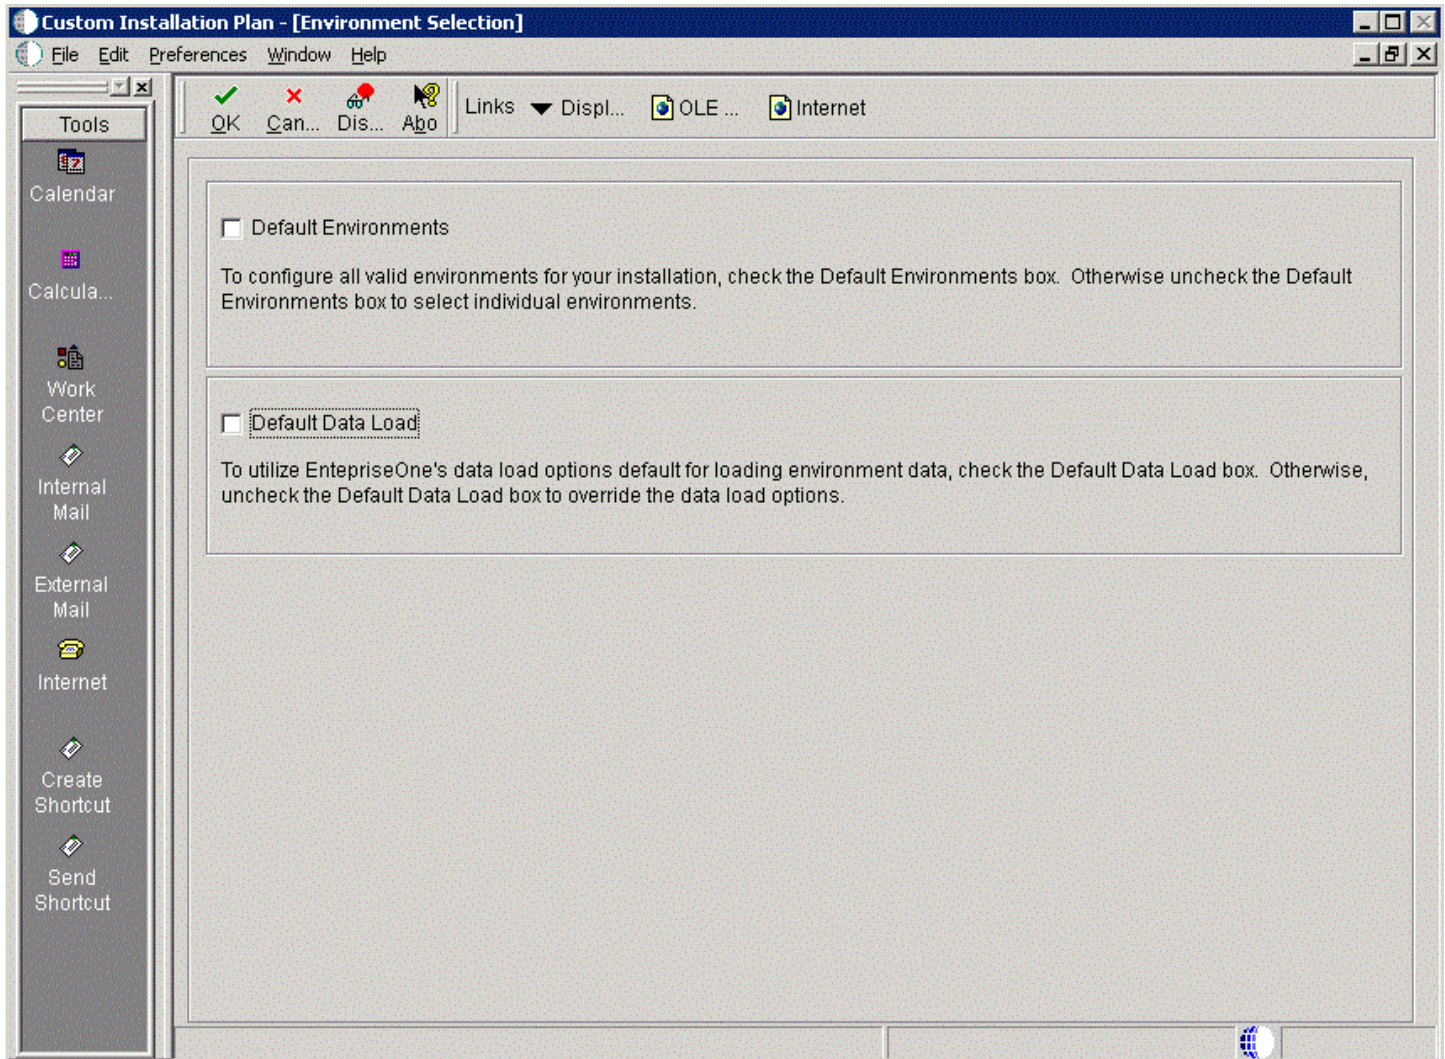 Custom Installation Plan - [Environment Selection]
File Edit Preferences Window Help
Tools
Calendar
Calcula...
Work
Center
Internal
Mail
External
Mail
Internet
Create
Shortcut
Send
Shortcut
OK Can... Dis... Abo Links Displ... OLE ... Internet
Default Environments
To configure all valid environments for your installation, check the Default Environments box. Otherwise uncheck the Default
Environments box to select individual environments.
Default Data Load
To utilize EntepriseOne's data load options default for loading environment data, check the Default Data Load box. Otherwise,
uncheck the Default Data Load box to override the data load options.